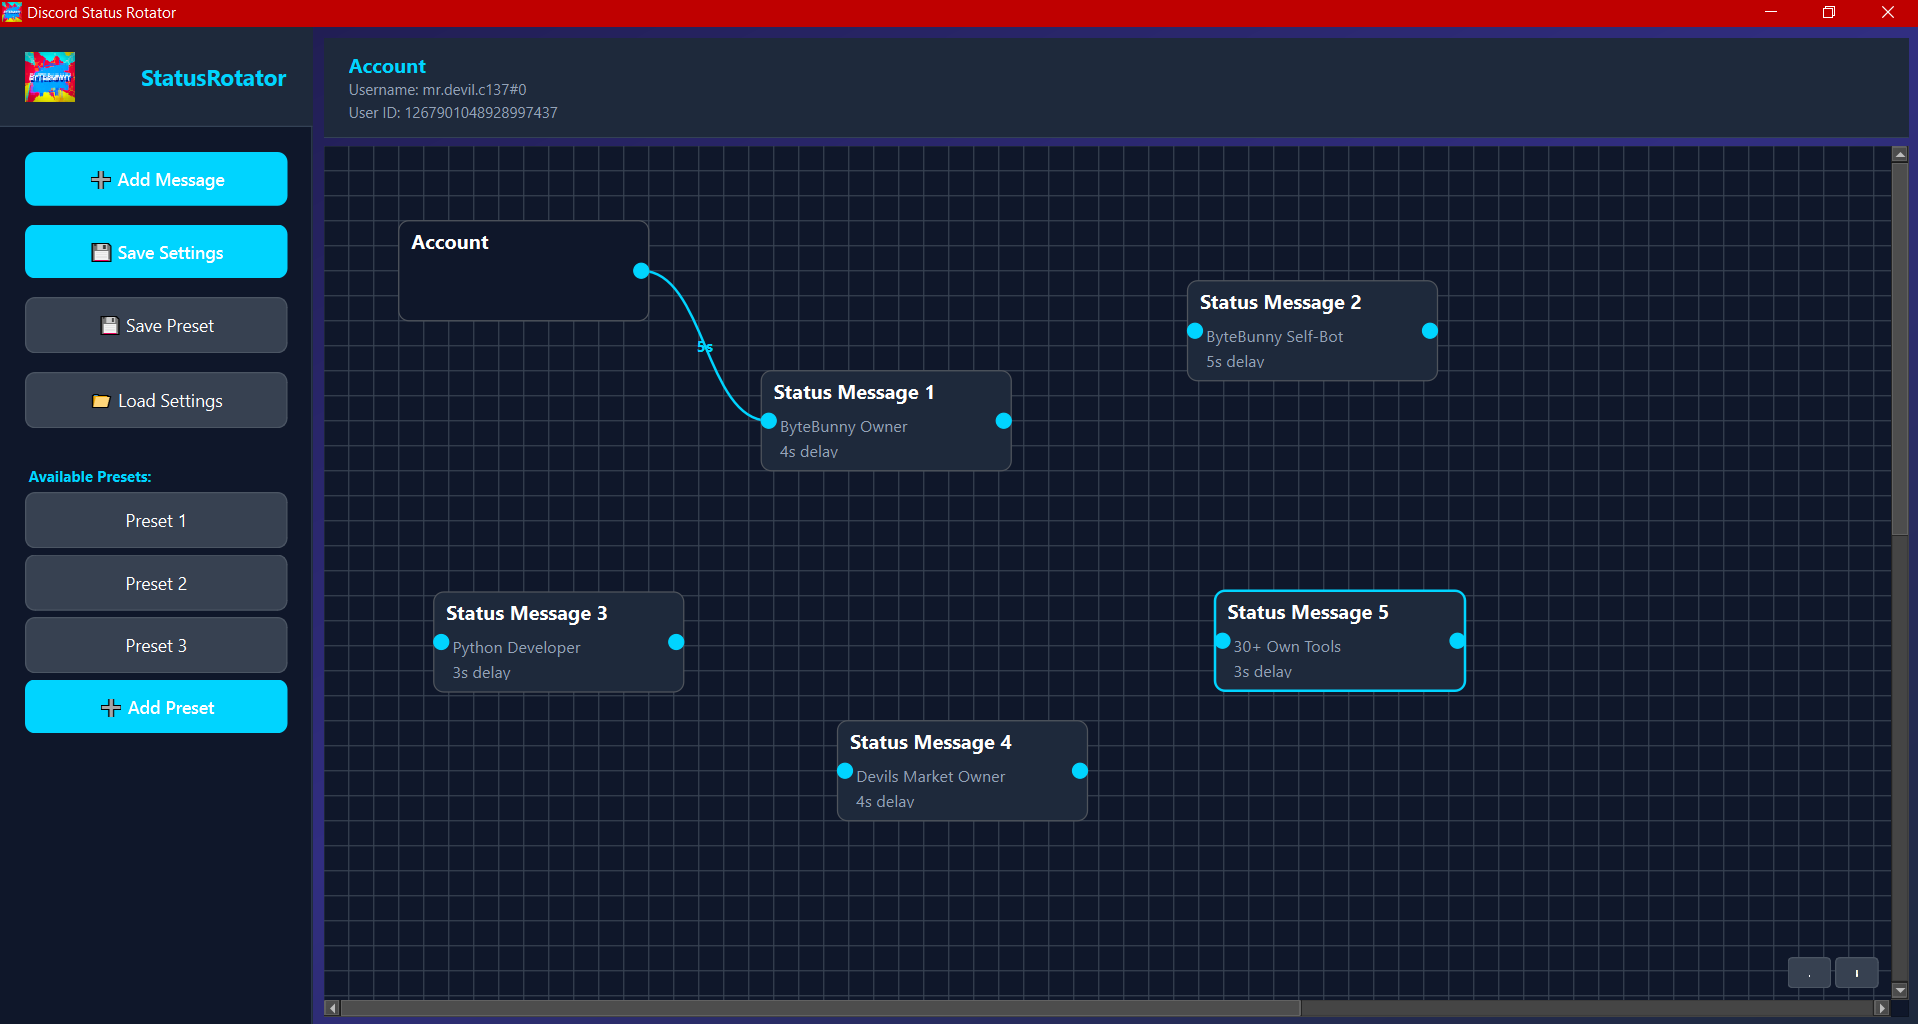 Discord Status Rotator
BYTEBUNNY
StatusRotator
Account
Username: mr.devil.c137#0
User ID: 1267901048928997437
Add Message
Save Settings
Save Preset
Load Settings
Available Presets:
Preset 1
Preset 2
Preset 3
Add Preset
Account
5s
Status Message 1
ByteBunny Owner
4s delay
Status Message 2
ByteBunny Self-Bot
5s delay
Status Message 3
Python Developer
3s delay
Status Message 4
Devils Market Owner
4s delay
Status Message 5
30+ Own Tools
3s delay